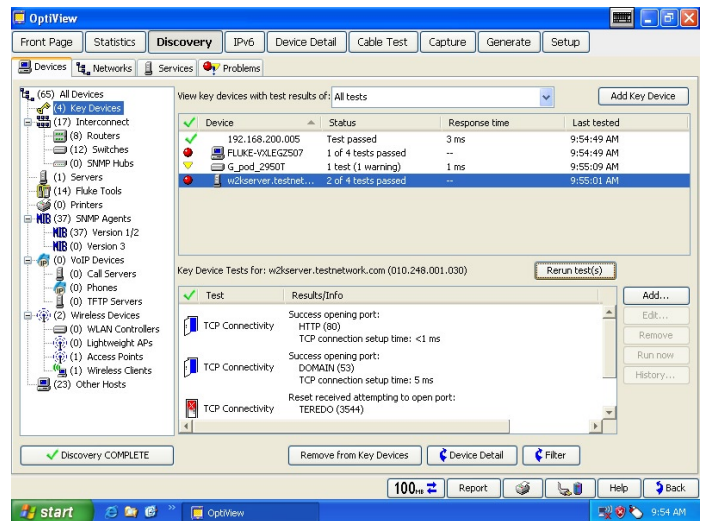 OptiView
Front Page Statistics Discovery IPv6 Device Detail Cable Test Capture Generate Setup
Devices Networks Services Problems
(65) All Devices
(4) Key Devices
(17) Interconnect
(8) Routers
(12) Switches
(0) SNMP Hubs
(1) Servers
(14) Fluke Tools
(0) Printers
MIB (37) SNMP Agents
MIB (37) Version 1/2
MIB (0) Version 3
(0) VoIP Devices
(0) Call Servers
(0) Phones
(0) TFTP Servers
(2) Wireless Devices
(0) WLAN Controllers
(0) Lightweight APs
(1) Access Points
(1) Wireless Clients
(23) Other Hosts
Discovery COMPLETE
View key devices with test results of: All tests Add Key Device
Device Status Response time Last tested
192.168.200.005 Test passed 3 ms 9:54:49 AM
FLUKE-VXLEGZ507 1 of 4 tests passed -- 9:54:49 AM
G_pod_2950T 1 test (1 warning) 1 ms 9:55:09 AM
w2kserver.testnet... 2 of 4 tests passed -- 9:55:01 AM
Key Device Tests for: w2kserver.testnetwork.com (010.248.001.030) Rerun test(s)
Test Results/Info
TCP Connectivity Success opening port:
HTTP (80)
TCP connection setup time: <1 ms
TCP Connectivity Success opening port:
DOMAIN (53)
TCP connection setup time: 5 ms
TCP Connectivity Reset received attempting to open port:
TEREDO (3544)
Add...
Edit...
Remove
Run now
History...
Remove from Key Devices Device Detail Filter
100MB Report Help Back
start OptiView 9:54 AM